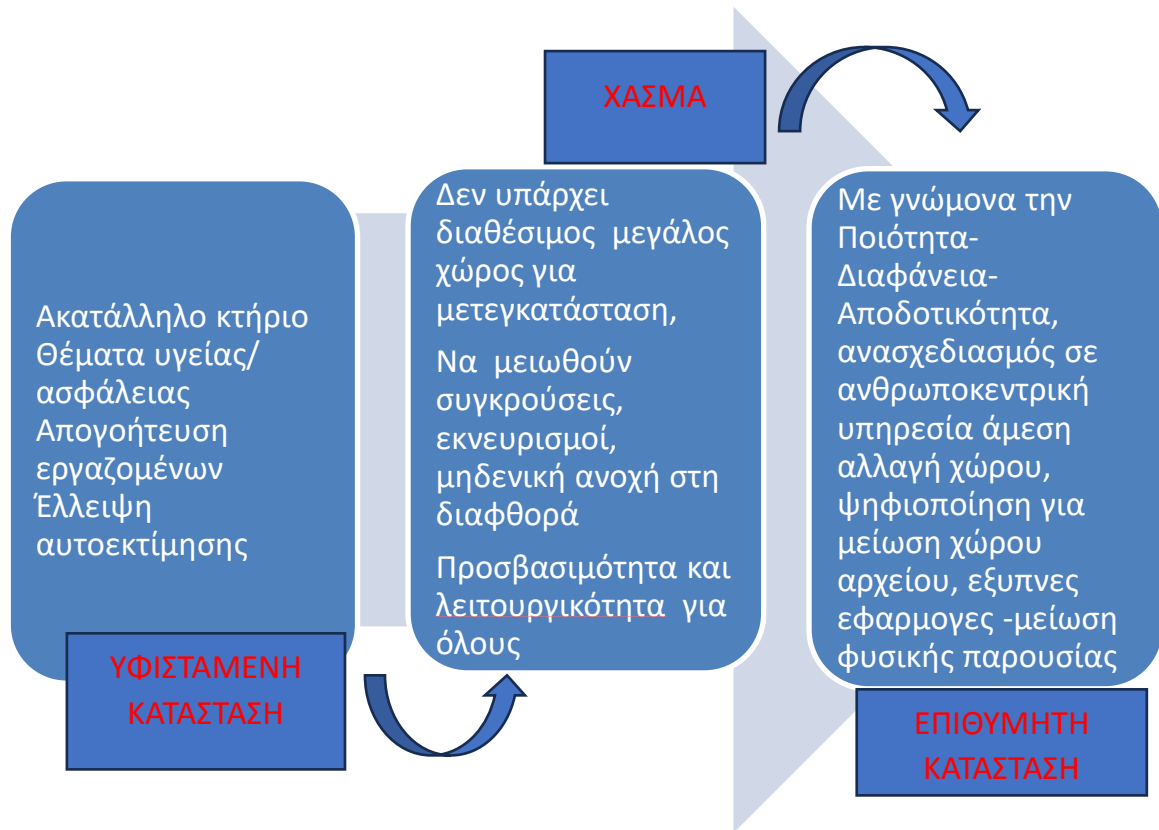 ΧΑΣΜΑ
Ακατάλληλο κτήριο
Θέματα υγείας/
ασφάλειας
Απογοήτευση
εργαζομένων
Έλλειψη
αυτοεκτίμησης
ΥΦΙΣΤΑΜΕΝΗ
ΚΑΤΑΣΤΑΣΗ
Δεν υπάρχει
διαθέσιμος μεγάλος
χώρος για
μετεγκατάσταση,
Να μειωθούν
συγκρούσεις,
εκνευρισμοί,
μηδενική ανοχή στη
διαφθορά
Προσβασιμότητα και
λειτουργικότητα για
όλους
Με γνώμονα την
Ποιότητα-
Διαφάνεια-
Αποδοτικότητα,
ανασχεδιασμός σε
ανθρωποκεντρική
υπηρεσία άμεση
αλλαγή χώρου,
ψηφιοποίηση για
μείωση χώρου
αρχείου, εξυπνες
εφαρμογες -μείωση
φυσικής παρουσίας
ΕΠΙΘΥΜΗΤΗ
ΚΑΤΑΣΤΑΣΗ